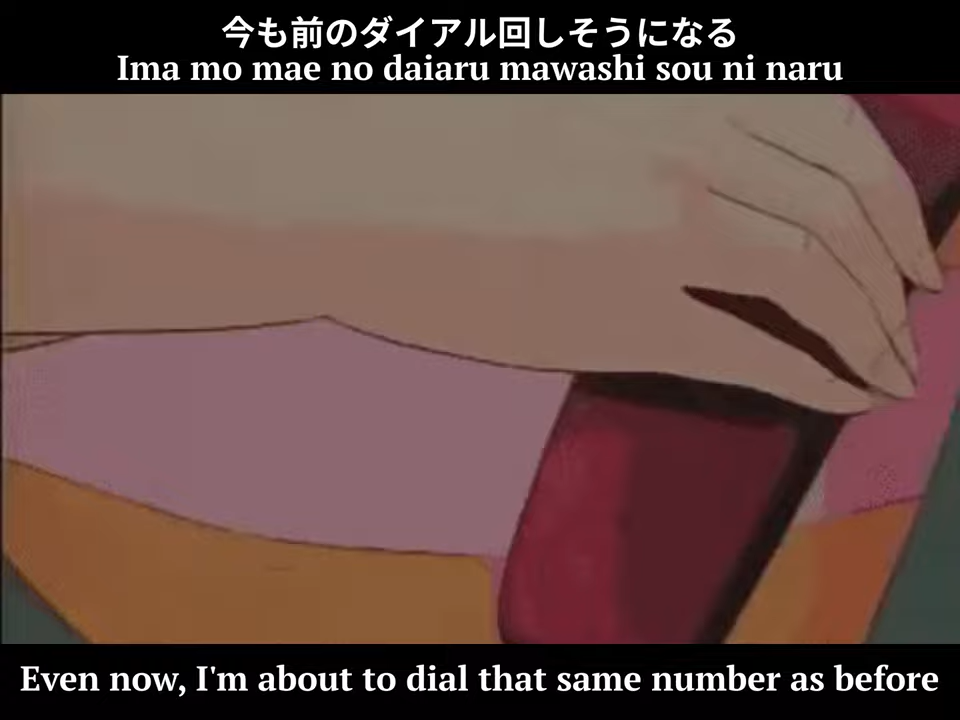 今も前のダイアル回しそうになる
Ima mo mae no daiaru mawashi sou ni naru
Even now, I'm about to dial that same number as before